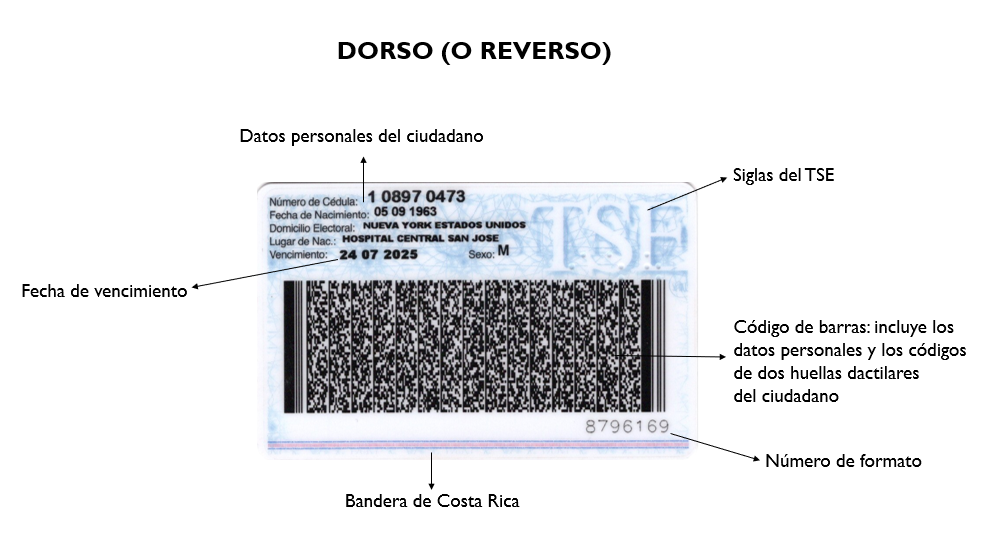 DORSO (O REVERSO)
Datos personales del ciudadano
Siglas del TSE
Número de Cédula: 1 0897 0473
Fecha de Nacimiento: 05 09 1963
Domicilio Electoral: NUEVA YORK ESTADOS UNIDOS
Lugar de Nac.: HOSPITAL CENTRAL SAN JOSE
Vencimiento: 24 07 2025 Sexo: M
TSE
Fecha de vencimiento
Código de barras: incluye los
datos personales y los códigos
de dos huellas dactilares
del ciudadano
8796169
Número de formato
Bandera de Costa Rica